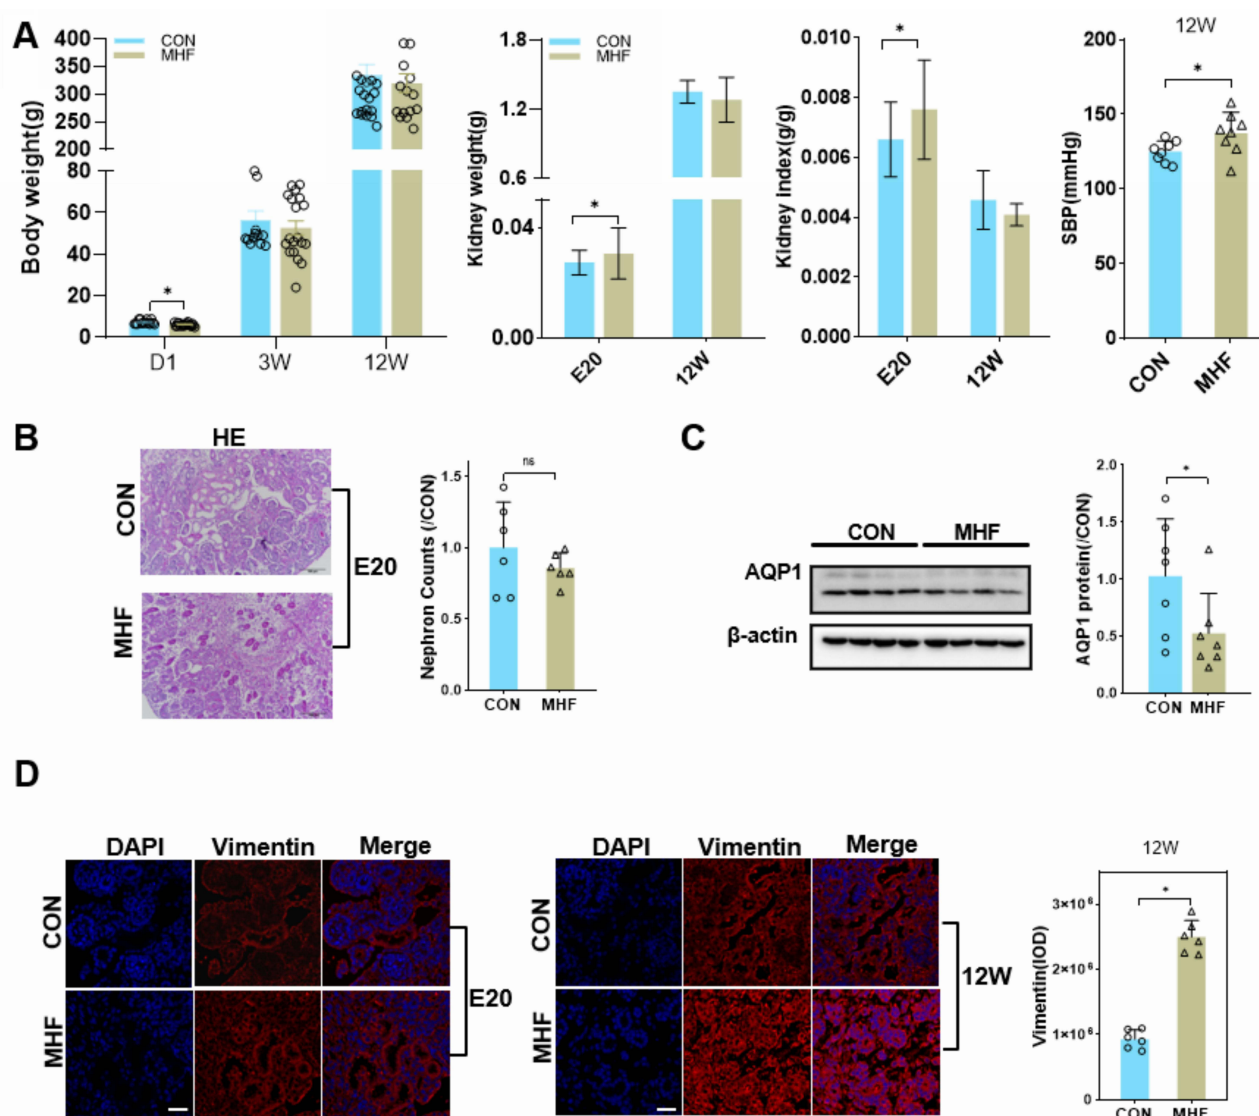 A
Body weight(g)
400
350
300
250
200
80
60
40
20
0
CON
MHF
*
D1
3W
12W
Kidney weight(g)
1.8
1.2
0.6
0.04
0.00
CON
MHF
*
E20
12W
Kidney Index(g/g)
0.010
0.008
0.006
0.004
0.002
0.000
*
E20
12W
12W
SBP(mmHg)
200
150
100
50
0
*
CON
MHF
B
HE
CON
MHF
E20
Nephron Counts (/CON)
1.5
1.0
0.5
0.0
ns
CON MHF
C
CON MHF
AQP1
β-actin
AQP1 protein(/CON)
2.0
1.5
1.0
0.5
0.0
*
CON MHF
D
DAPI Vimentin Merge
CON
MHF
E20
DAPI Vimentin Merge
CON
MHF
12W
12W
Vimentin(IOD)
3×10⁶
2×10⁶
1×10⁶
0
*
CON MHF